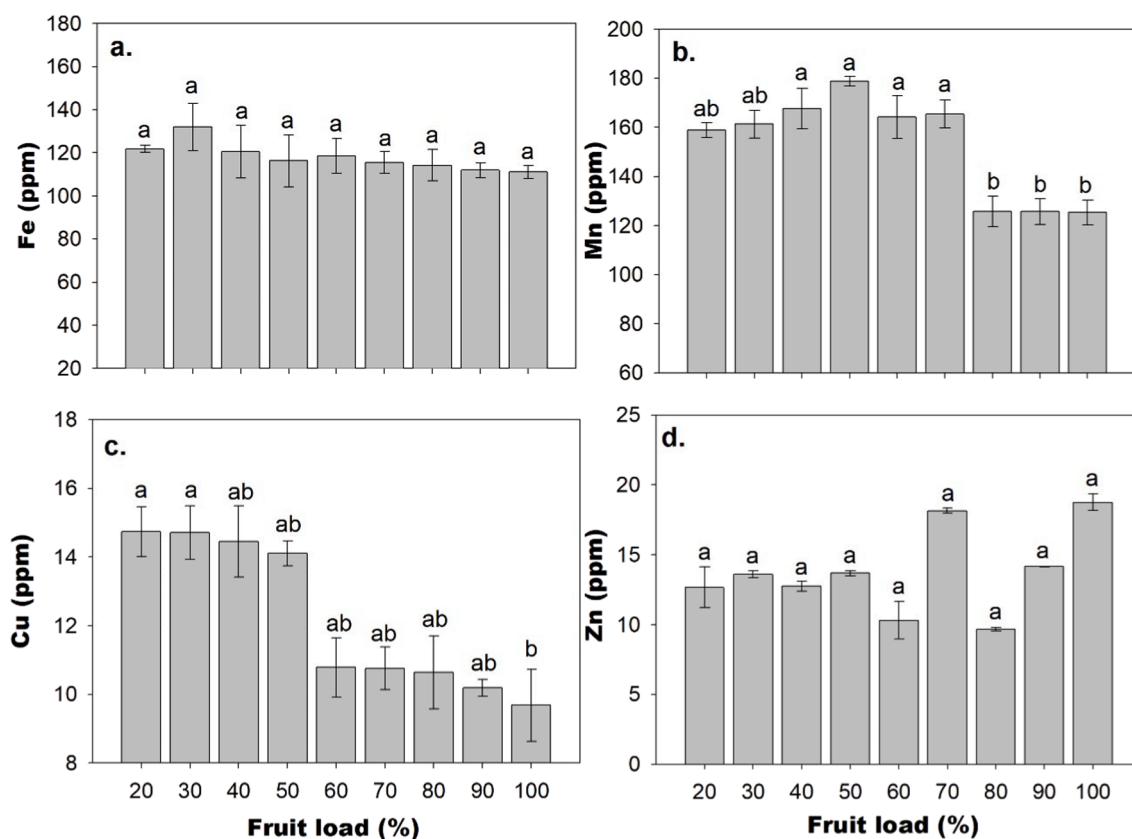 a.
Fe (ppm)
180
160
140
120
100
80
60
40
20
a a a a a a a a a
b.
Mn (ppm)
200
180
160
140
120
100
80
60
ab ab a a a a b b b
c.
Cu (ppm)
18
16
14
12
10
8
a a ab ab ab ab ab ab b
20 30 40 50 60 70 80 90 100
Fruit load (%)
d.
Zn (ppm)
25
20
15
10
5
0
a a a a a a a a a
20 30 40 50 60 70 80 90 100
Fruit load (%)